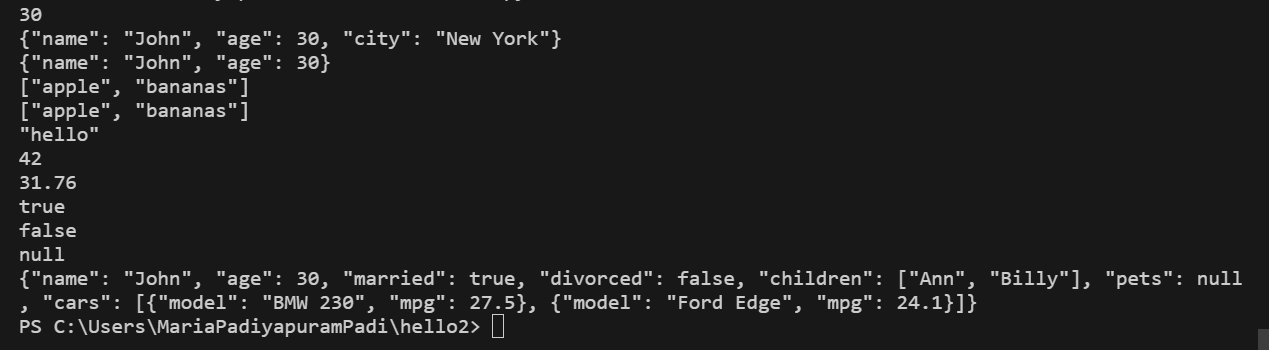 30
{"name": "John", "age": 30, "city": "New York"}
{"name": "John", "age": 30}
["apple", "bananas"]
["apple", "bananas"]
"hello"
42
31.76
true
false
null
{"name": "John", "age": 30, "married": true, "divorced": false, "children": ["Ann", "Billy"], "pets": null
, "cars": [{"model": "BMW 230", "mpg": 27.5}, {"model": "Ford Edge", "mpg": 24.1}]}
PS C:\Users\MariaPadiyapuramPadi\hello2>